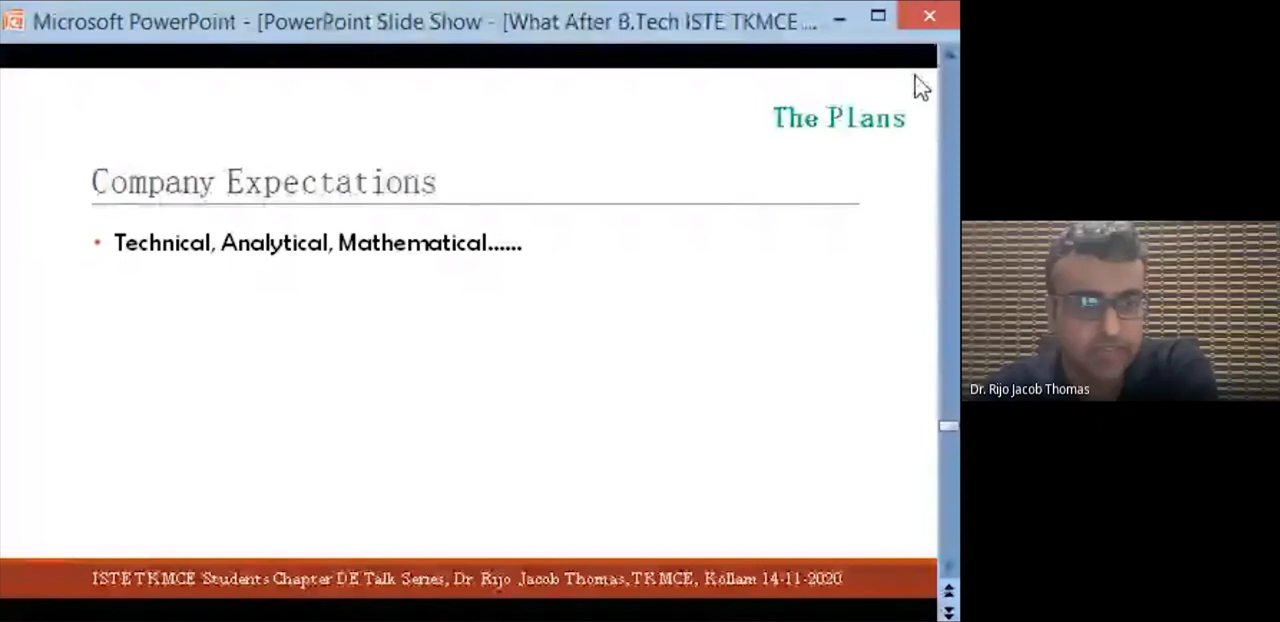 Microsoft PowerPoint - [PowerPoint Slide Show - [What After B.Tech ISTE TKMCE ...
The Plans
Company Expectations
• Technical, Analytical, Mathematical......
Dr. Rijo Jacob Thomas
ISTE TKMCE Students Chapter DE Talk Series, Dr. Rijo Jacob Thomas, TKMCE, Kollam 14-11-2020